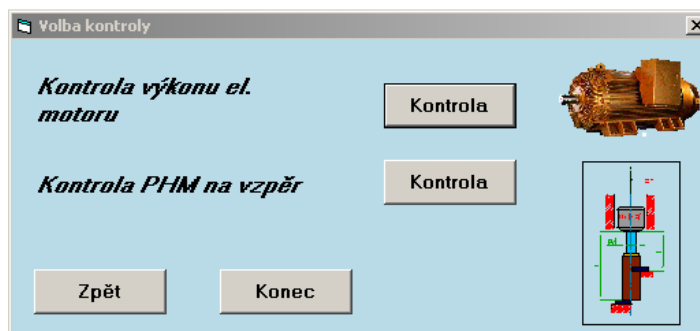 Volba kontroly
Kontrola výkonu el.
motoru
Kontrola
Kontrola PHM na vzpěr
Kontrola
Zpět
Konec